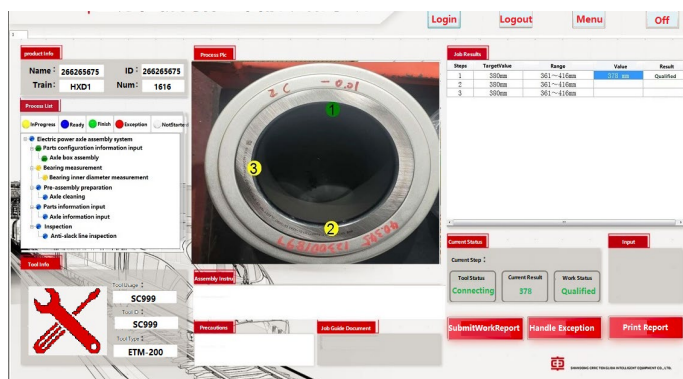 Login Logout Menu Off
product Info
Name: 266265675 ID: 266265675
Train: HXD1 Num: 1616
Process List
InProgress Ready Finish Exception NotStarted
Electric power axle assembly system
Parts configuration information input
Axle box assembly
Bearing measurement
Bearing inner diameter measurement
Pre-assembly preparation
Axle cleaning
Parts information input
Axle information input
Inspection
Anti-slack line inspection
Tool Info
Tool Usage:
SC999
Tool ID:
SC999
Tool Type:
ETM-200
Process Pic
2 C -0.01
1
3
2
Assembly Instru
Precautions
Job Guide Document
Job Results
Steps TargetValue Range Value Result
1 380mm 361~416mm 378 mm Qualified
2 380mm 361~416mm
3 380mm 361~416mm
Current Status
Current Step:
Tool Status Current Result Work Status
Connecting 378 Qualified
Input
SubmitWorkReport Handle Exception Print Report